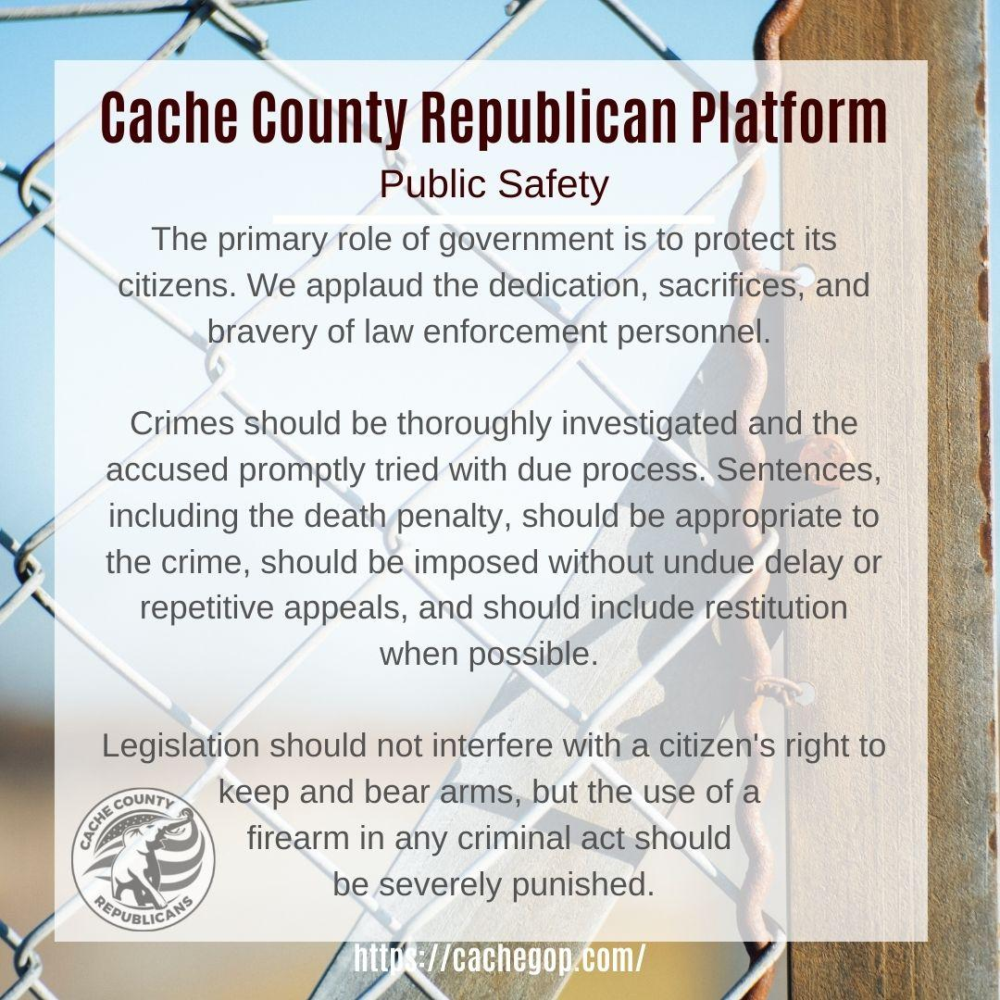 Cache County Republican Platform
Public Safety
The primary role of government is to protect its
citizens. We applaud the dedication, sacrifices, and
bravery of law enforcement personnel.
Crimes should be thoroughly investigated and the
accused promptly tried with due process. Sentences,
including the death penalty, should be appropriate to
the crime, should be imposed without undue delay or
repetitive appeals, and should include restitution
when possible.
Legislation should not interfere with a citizen's right to
keep and bear arms, but the use of a
firearm in any criminal act should
be severely punished.
CACHE COUNTY
REPUBLICANS
https://cachegop.com/